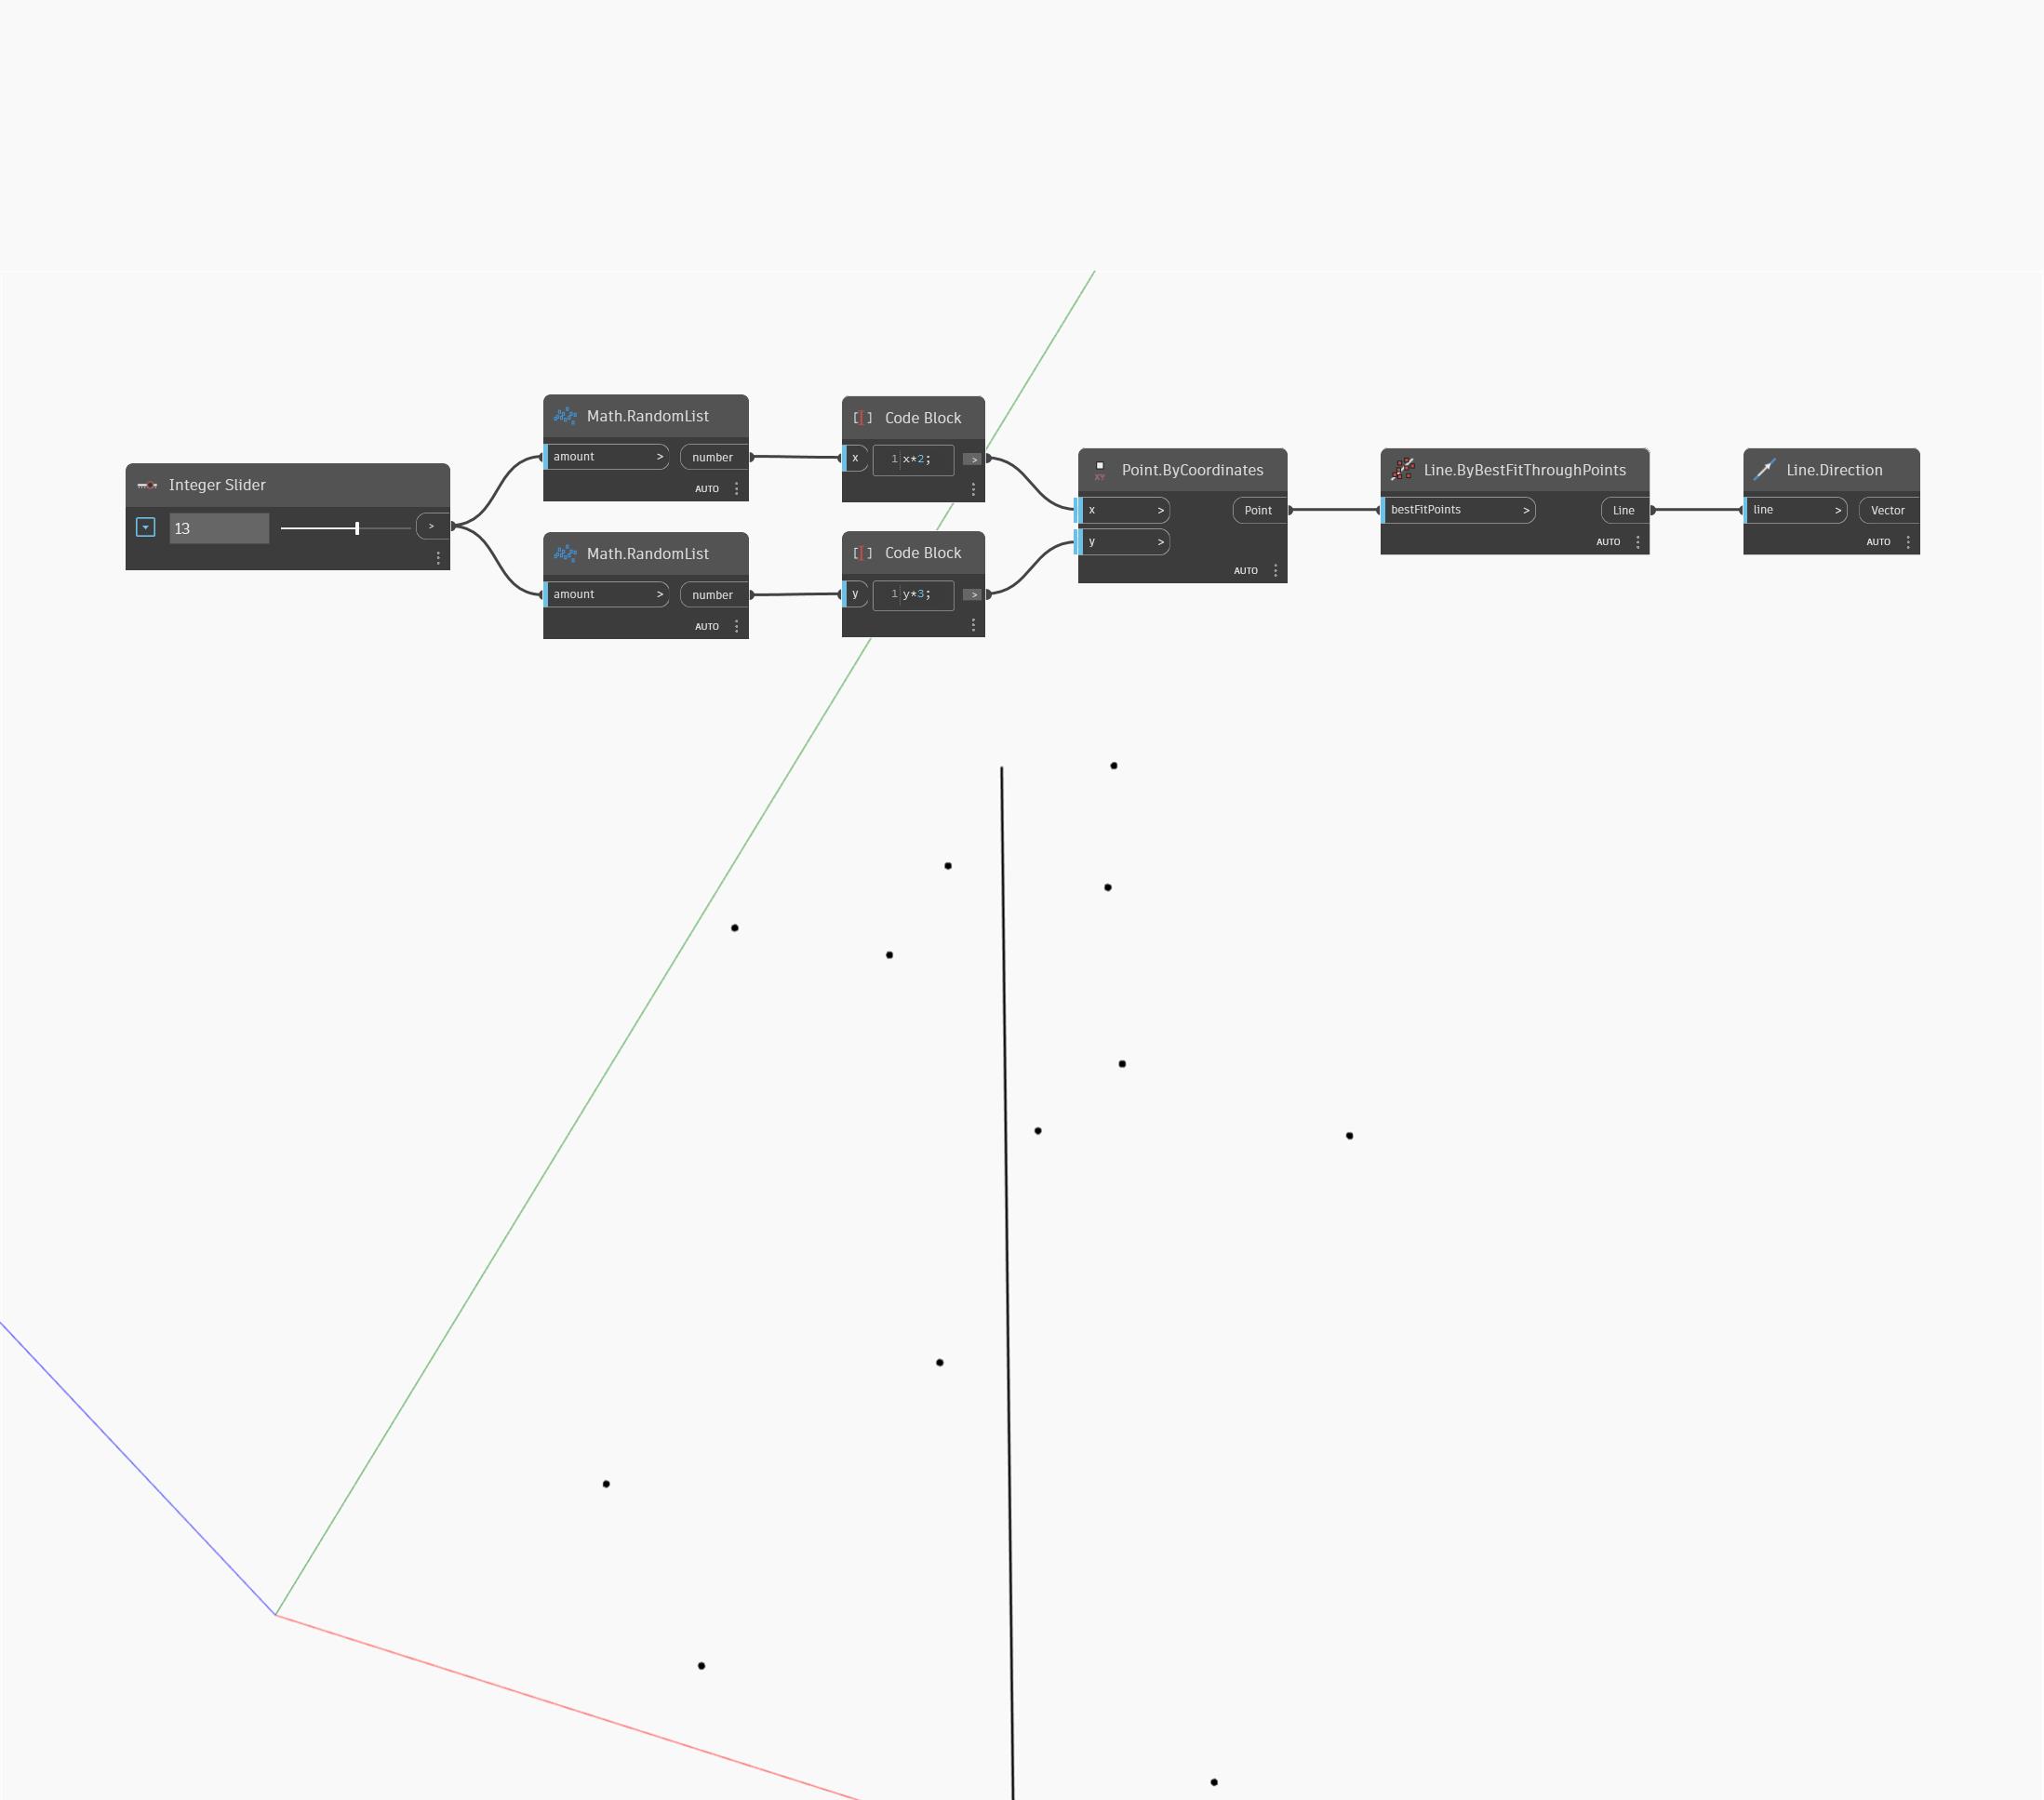 Integer Slider
13
>
Math.RandomList
amount > number
AUTO
Math.RandomList
amount > number
AUTO
Code Block
x 1 x*2; >
Code Block
y 1 y*3; >
Point.ByCoordinates
XY
x > Point
y >
AUTO
Line.ByBestFitThroughPoints
bestFitPoints > Line
AUTO
Line.Direction
line > Vector
AUTO